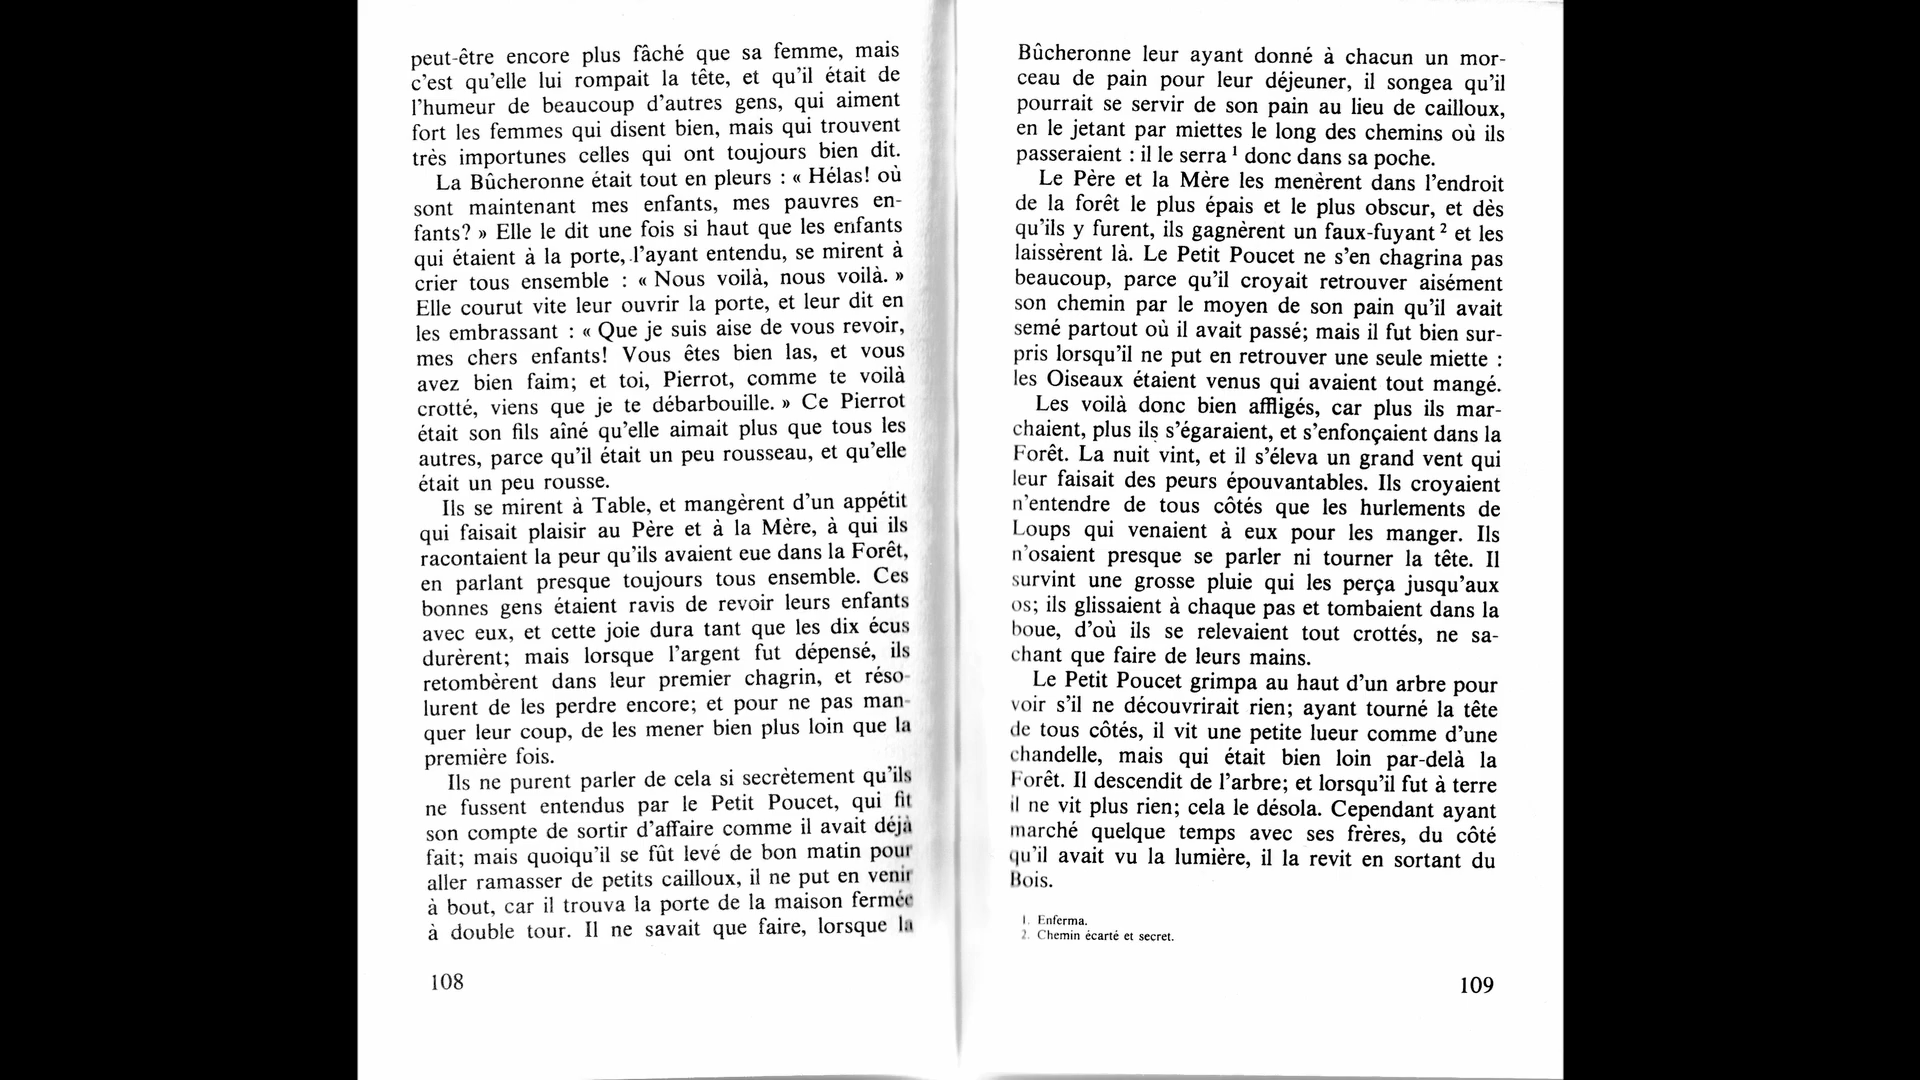 peut-être encore plus fâché que sa femme, mais
c'est qu'elle lui rompait la tête, et qu'il était de
l'humeur de beaucoup d'autres gens, qui aiment
fort les femmes qui disent bien, mais qui trouvent
très importunes celles qui ont toujours bien dit.
La Bûcheronne était tout en pleurs : « Hélas! où
sont maintenant mes enfants, mes pauvres en-
fants? » Elle le dit une fois si haut que les enfants
qui étaient à la porte, l'ayant entendu, se mirent à
crier tous ensemble : « Nous voilà, nous voilà. »
Elle courut vite leur ouvrir la porte, et leur dit en
les embrassant : « Que je suis aise de vous revoir,
mes chers enfants! Vous êtes bien las, et vous
avez bien faim; et toi, Pierrot, comme te voilà
crotté, viens que je te débarbouille. » Ce Pierrot
était son fils aîné qu'elle aimait plus que tous les
autres, parce qu'il était un peu rousseau, et qu'elle
était un peu rousse.
Ils se mirent à Table, et mangèrent d'un appétit
qui faisait plaisir au Père et à la Mère, à qui ils
racontaient la peur qu'ils avaient eue dans la Forêt,
en parlant presque toujours tous ensemble. Ces
bonnes gens étaient ravis de revoir leurs enfants
avec eux, et cette joie dura tant que les dix écus
durèrent; mais lorsque l'argent fut dépensé, ils
retombèrent dans leur premier chagrin, et réso-
lurent de les perdre encore; et pour ne pas man-
quer leur coup, de les mener bien plus loin que la
première fois.
Ils ne purent parler de cela si secrètement qu'ils
ne fussent entendus par le Petit Poucet, qui fit
son compte de sortir d'affaire comme il avait déjà
fait; mais quoiqu'il se fût levé de bon matin pour
aller ramasser de petits cailloux, il ne put en venir
à bout, car il trouva la porte de la maison fermée
à double tour. Il ne savait que faire, lorsque la
108
Bûcheronne leur ayant donné à chacun un mor-
ceau de pain pour leur déjeuner, il songea qu'il
pourrait se servir de son pain au lieu de cailloux,
en le jetant par miettes le long des chemins où ils
passeraient : il le serra ¹ donc dans sa poche.
Le Père et la Mère les menèrent dans l'endroit
de la forêt le plus épais et le plus obscur, et dès
qu'ils y furent, ils gagnèrent un faux-fuyant ² et les
laissèrent là. Le Petit Poucet ne s'en chagrina pas
beaucoup, parce qu'il croyait retrouver aisément
son chemin par le moyen de son pain qu'il avait
semé partout où il avait passé; mais il fut bien sur-
pris lorsqu'il ne put en retrouver une seule miette :
les Oiseaux étaient venus qui avaient tout mangé.
Les voilà donc bien affligés, car plus ils mar-
chaient, plus ils s'égaraient, et s'enfonçaient dans la
Forêt. La nuit vint, et il s'éleva un grand vent qui
leur faisait des peurs épouvantables. Ils croyaient
n'entendre de tous côtés que les hurlements de
Loups qui venaient à eux pour les manger. Ils
n'osaient presque se parler ni tourner la tête. Il
survint une grosse pluie qui les perça jusqu'aux
os; ils glissaient à chaque pas et tombaient dans la
boue, d'où ils se relevaient tout crottés, ne sa-
chant que faire de leurs mains.
Le Petit Poucet grimpa au haut d'un arbre pour
voir s'il ne découvrirait rien; ayant tourné la tête
de tous côtés, il vit une petite lueur comme d'une
chandelle, mais qui était bien loin par-delà la
Forêt. Il descendit de l'arbre; et lorsqu'il fut à terre
il ne vit plus rien; cela le désola. Cependant ayant
marché quelque temps avec ses frères, du côté
qu'il avait vu la lumière, il la revit en sortant du
Bois.
1. Enferma.
2. Chemin écarté et secret.
109